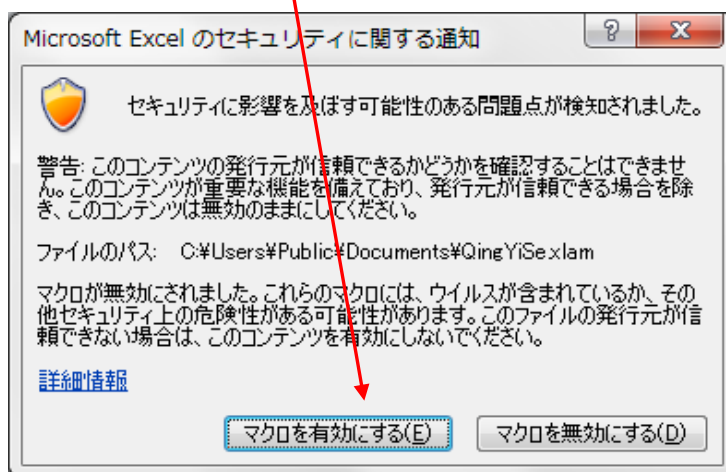 Microsoft Excel のセキュリティに関する通知
セキュリティに影響を及ぼす可能性のある問題点が検知されました。
警告: このコンテンツの発行元が信頼できるかどうかを確認することはできませ
ん。このコンテンツが重要な機能を備えており、発行元が信頼できる場合を除
き、このコンテンツは無効のままにしてください。
ファイルのパス: C:¥Users¥Public¥Documents¥QingYiSe.xlam
マクロが無効にされました。これらのマクロには、ウイルスが含まれているか、その
他セキュリティ上の危険性がある可能性があります。このファイルの発行元が信
頼できない場合は、このコンテンツを有効にしないでください。
詳細情報
マクロを有効にする(E) マクロを無効にする(D)